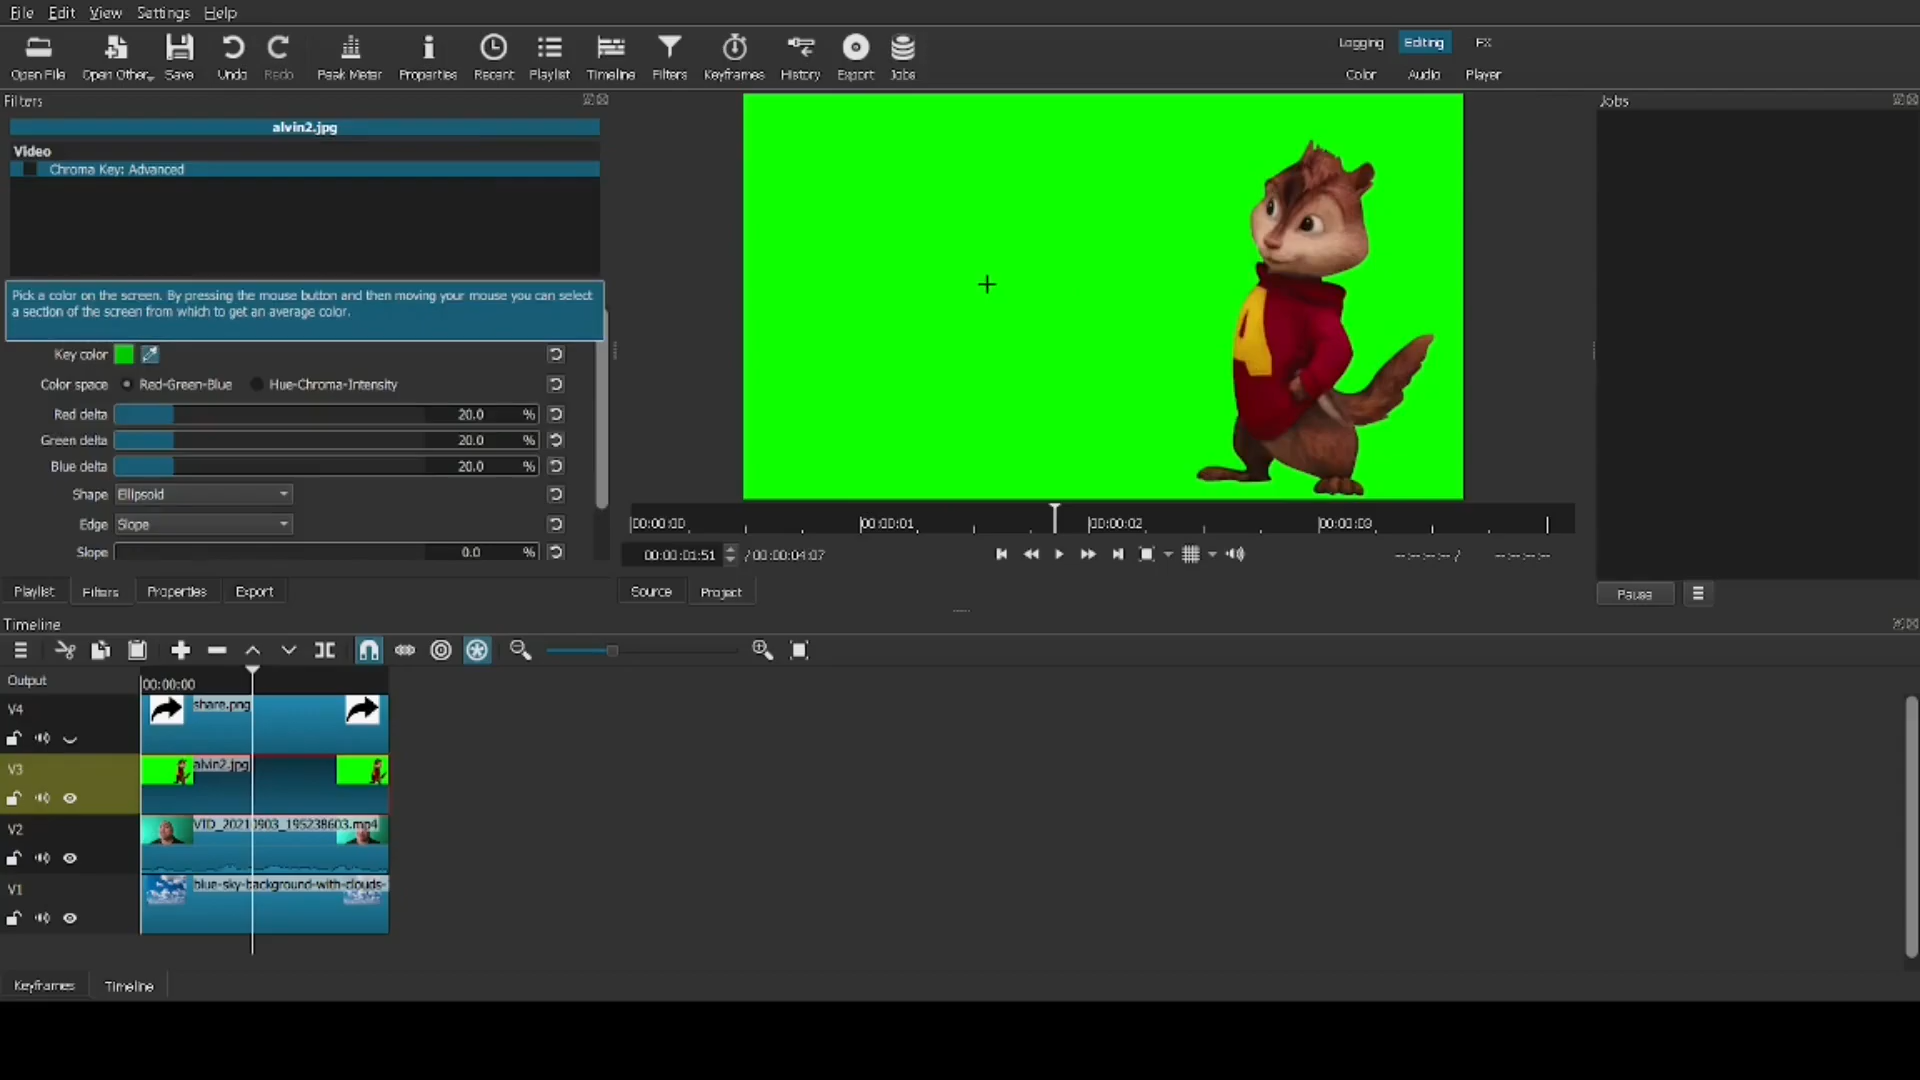 File Edit View Settings Help
Open File Open Other... Save Undo Redo Peak Meter Properties Recent Playlist Timeline Filters Keyframes History Export Jobs
Logging Editing FX
Color Audio Player
Filters
alvin2.jpg
Video
Chroma Key: Advanced
Pick a color on the screen. By pressing the mouse button and then moving your mouse you can select
a section of the screen from which to get an average color.
Key color
Color space Red-Green-Blue Hue-Chroma-Intensity
Red delta 20.0 %
Green delta 20.0 %
Blue delta 20.0 %
Shape Ellipsoid
Edge Slope
Slope 0.0 %
Playlist Filters Properties Export
A
00:00:00 00:00:01 00:00:02 00:00:03
00:00:01:51 / 00:00:04:07 --:--:--:-- / --:--:--:--
Source Project
Jobs
Pause
Timeline
Output 00:00:00
V4 share.png
V3 alvin2.jpg
V2 VID_20210903_195238603.mp4
V1 blue-sky-background-with-clouds-
Keyframes Timeline